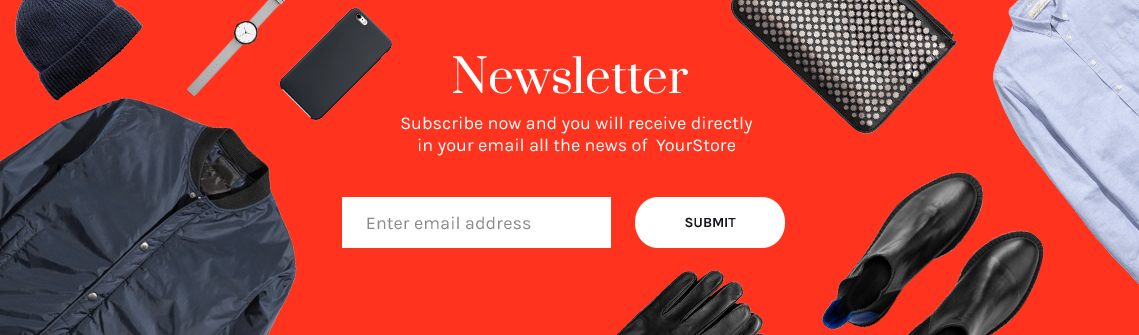 Newsletter
Subscribe now and you will receive directly
in your email all the news of  YourStore
Enter email address
SUBMIT